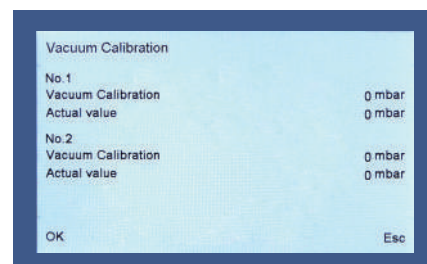 Vacuum Calibration
No.1
Vacuum Calibration 0 mbar
Actual value 0 mbar
No.2
Vacuum Calibration 0 mbar
Actual value 0 mbar
OK Esc